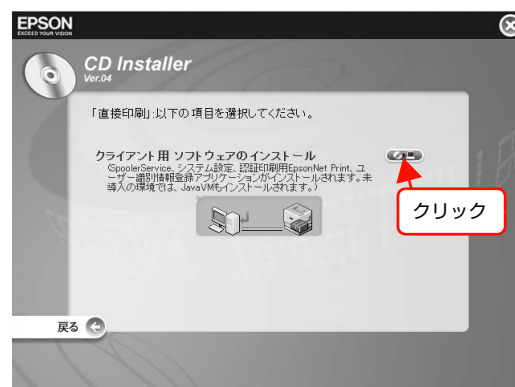 EPSON
EXCEED YOUR VISION
CD Installer
Ver.04
「直接印刷」:以下の項目を選択してください。
クライアント用 ソフトウェアのインストール
(SpoolerService、システム設定、認証印刷用EpsonNet Print、ユ
ーザー識別情報登録アプリケーションがインストールされます。未
導入の環境では、JavaVMもインストールされます。)
クリック
戻る